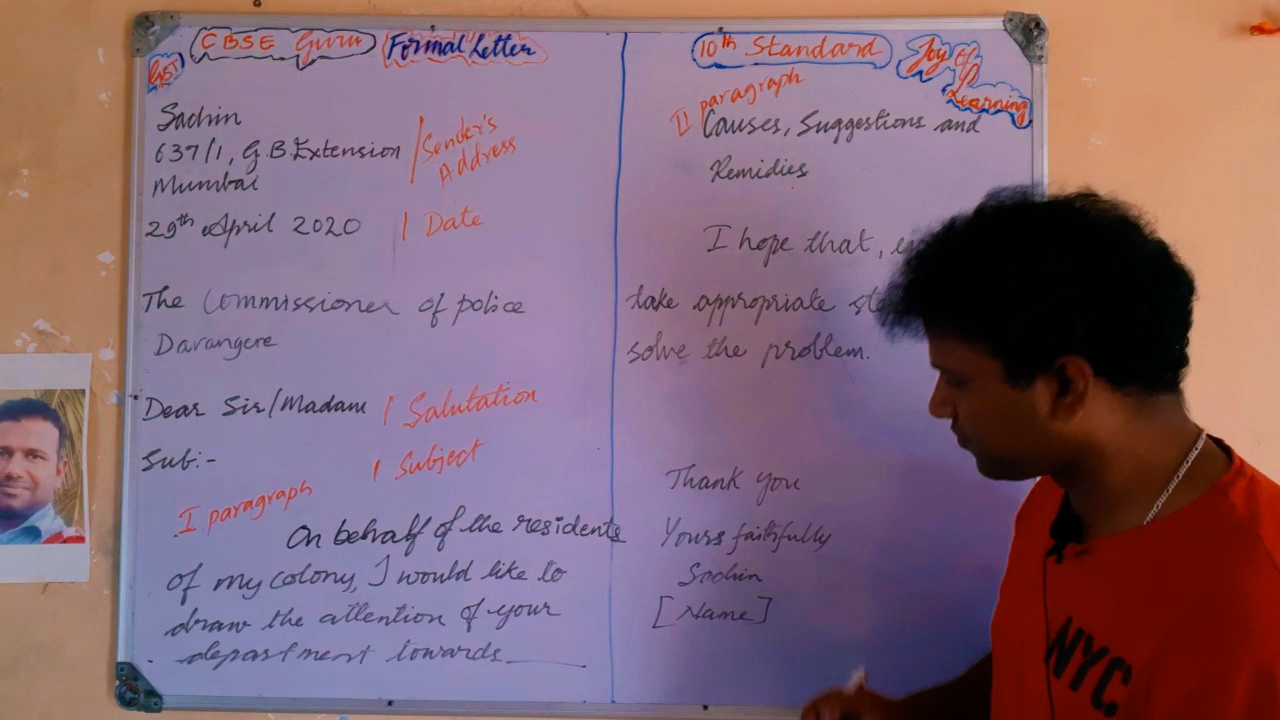 CBSE Guru Formal Letter
Sachin
637/1, G.B.Extension
Mumbai
/Sender's
Address
29th April 2020 | Date
The Commissioner of police
Davangere
Dear Sir/Madam / Salutation
Sub:- / Subject
I paragraph
On behalf of the residents
of my colony, I would like to
draw the attention of your
department towards
10th Standard
Joy Of
Learning
II paragraph
Causes, Suggestions and
Remidies
I hope that,
take appropriate
solve the problem.
Thank you
Yours faithfully
Sachin
[Name]
NYC.